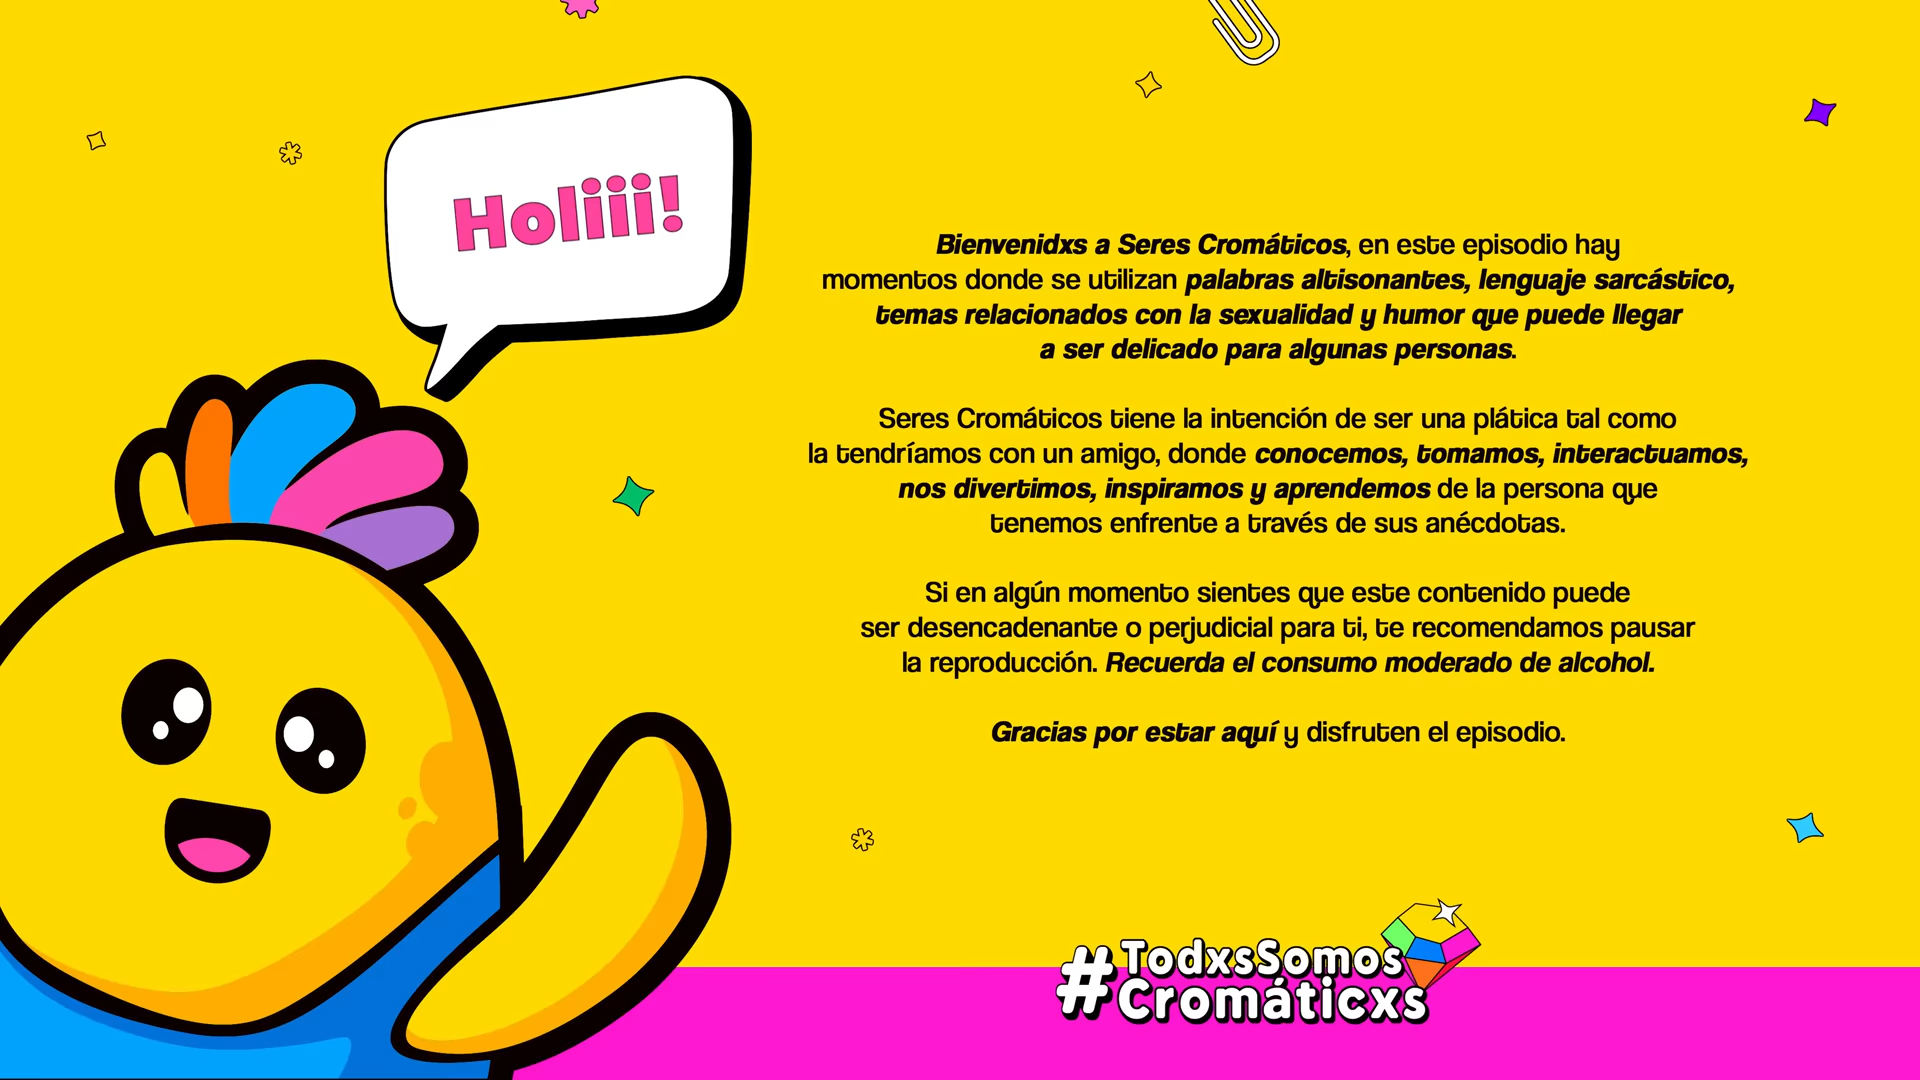 Holiii!
Bienvenidxs a Seres Cromáticos, en este episodio hay
momentos donde se utilizan palabras altisonantes, lenguaje sarcástico,
temas relacionados con la sexualidad y humor que puede llegar
a ser delicado para algunas personas.
Seres Cromáticos tiene la intención de ser una plática tal como
la tendríamos con un amigo, donde conocemos, tomamos, interactuamos,
nos divertimos, inspiramos y aprendemos de la persona que
tenemos enfrente a través de sus anécdotas.
Si en algún momento sientes que este contenido puede
ser desencadenante o perjudicial para ti, te recomendamos pausar
la reproducción. Recuerda el consumo moderado de alcohol.
Gracias por estar aquí y disfruten el episodio.
#TodxsSomos
Cromáticxs